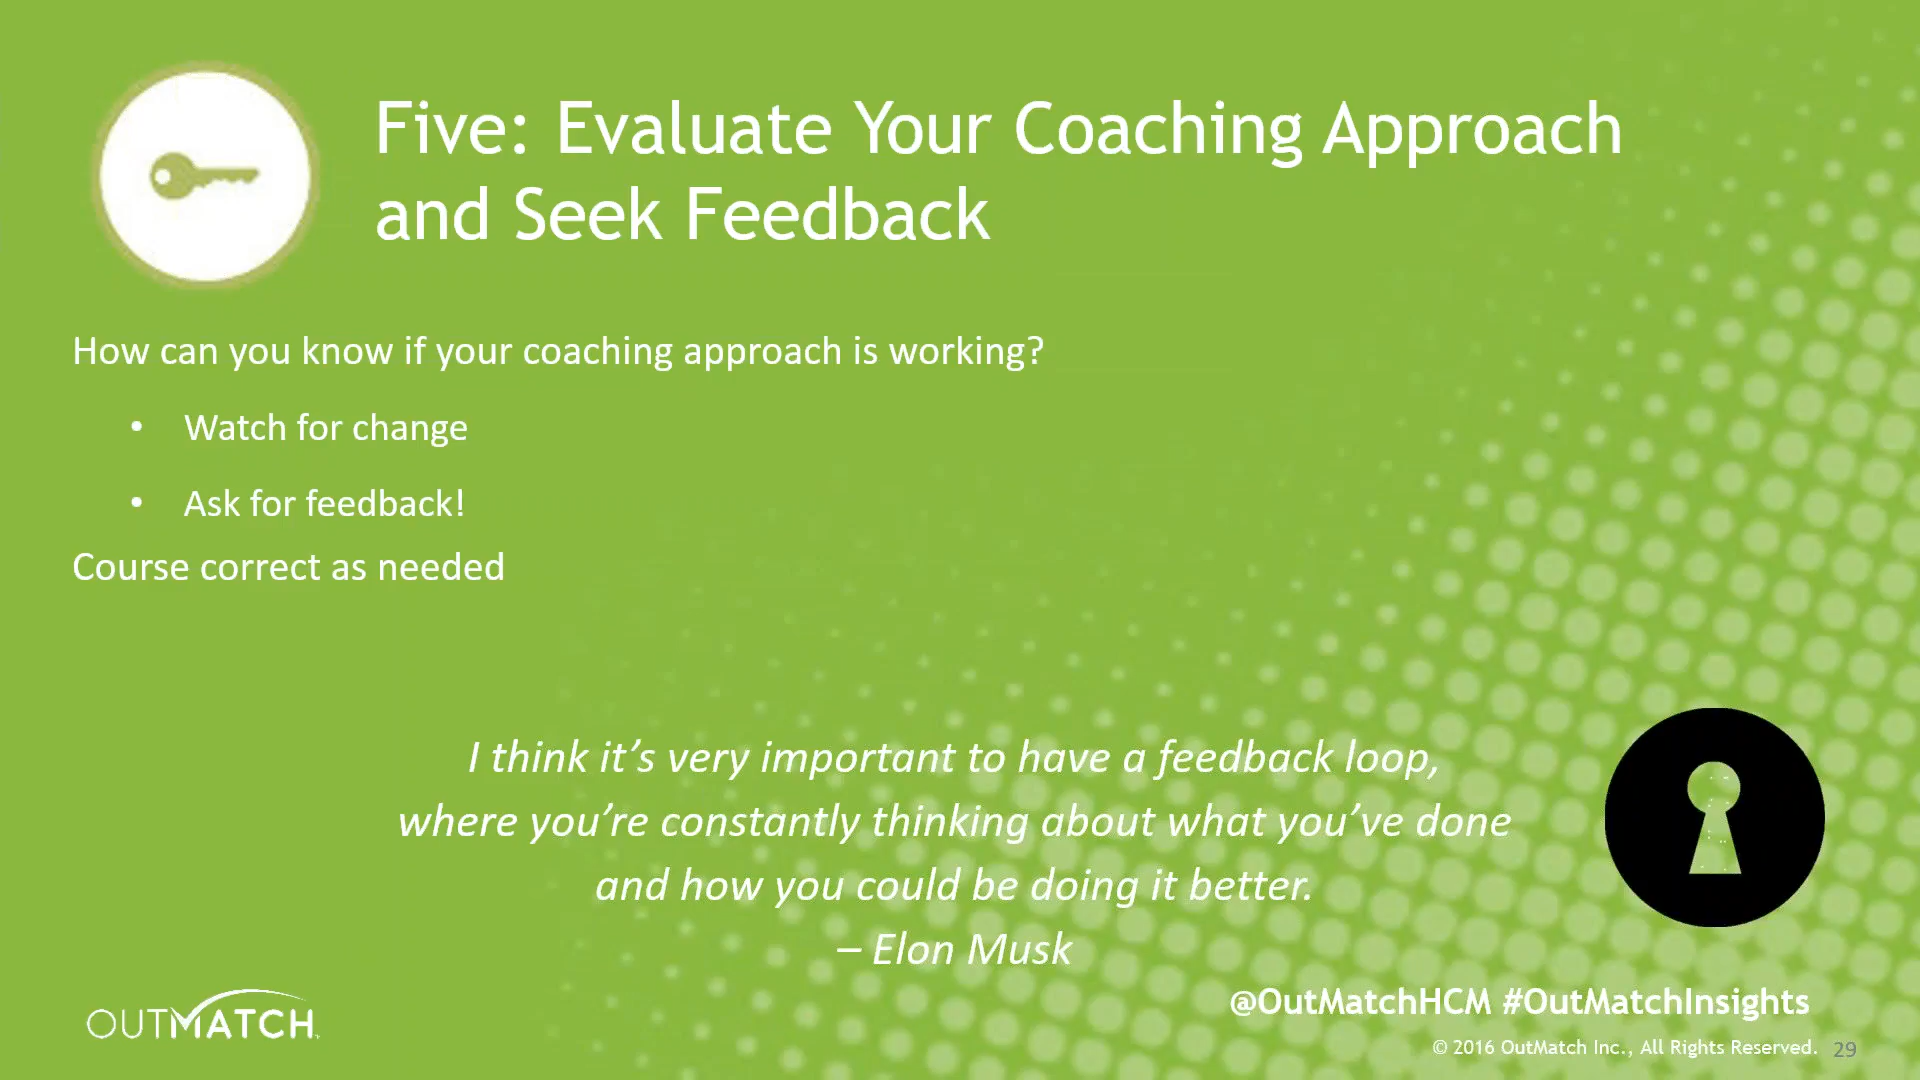 Five: Evaluate Your Coaching Approach
and Seek Feedback
How can you know if your coaching approach is working?
• Watch for change
• Ask for feedback!
Course correct as needed
I think it’s very important to have a feedback loop,
where you’re constantly thinking about what you’ve done
and how you could be doing it better.
– Elon Musk
OUTMATCH
@OutMatchHCM #OutMatchInsights
© 2016 OutMatch Inc., All Rights Reserved. 29